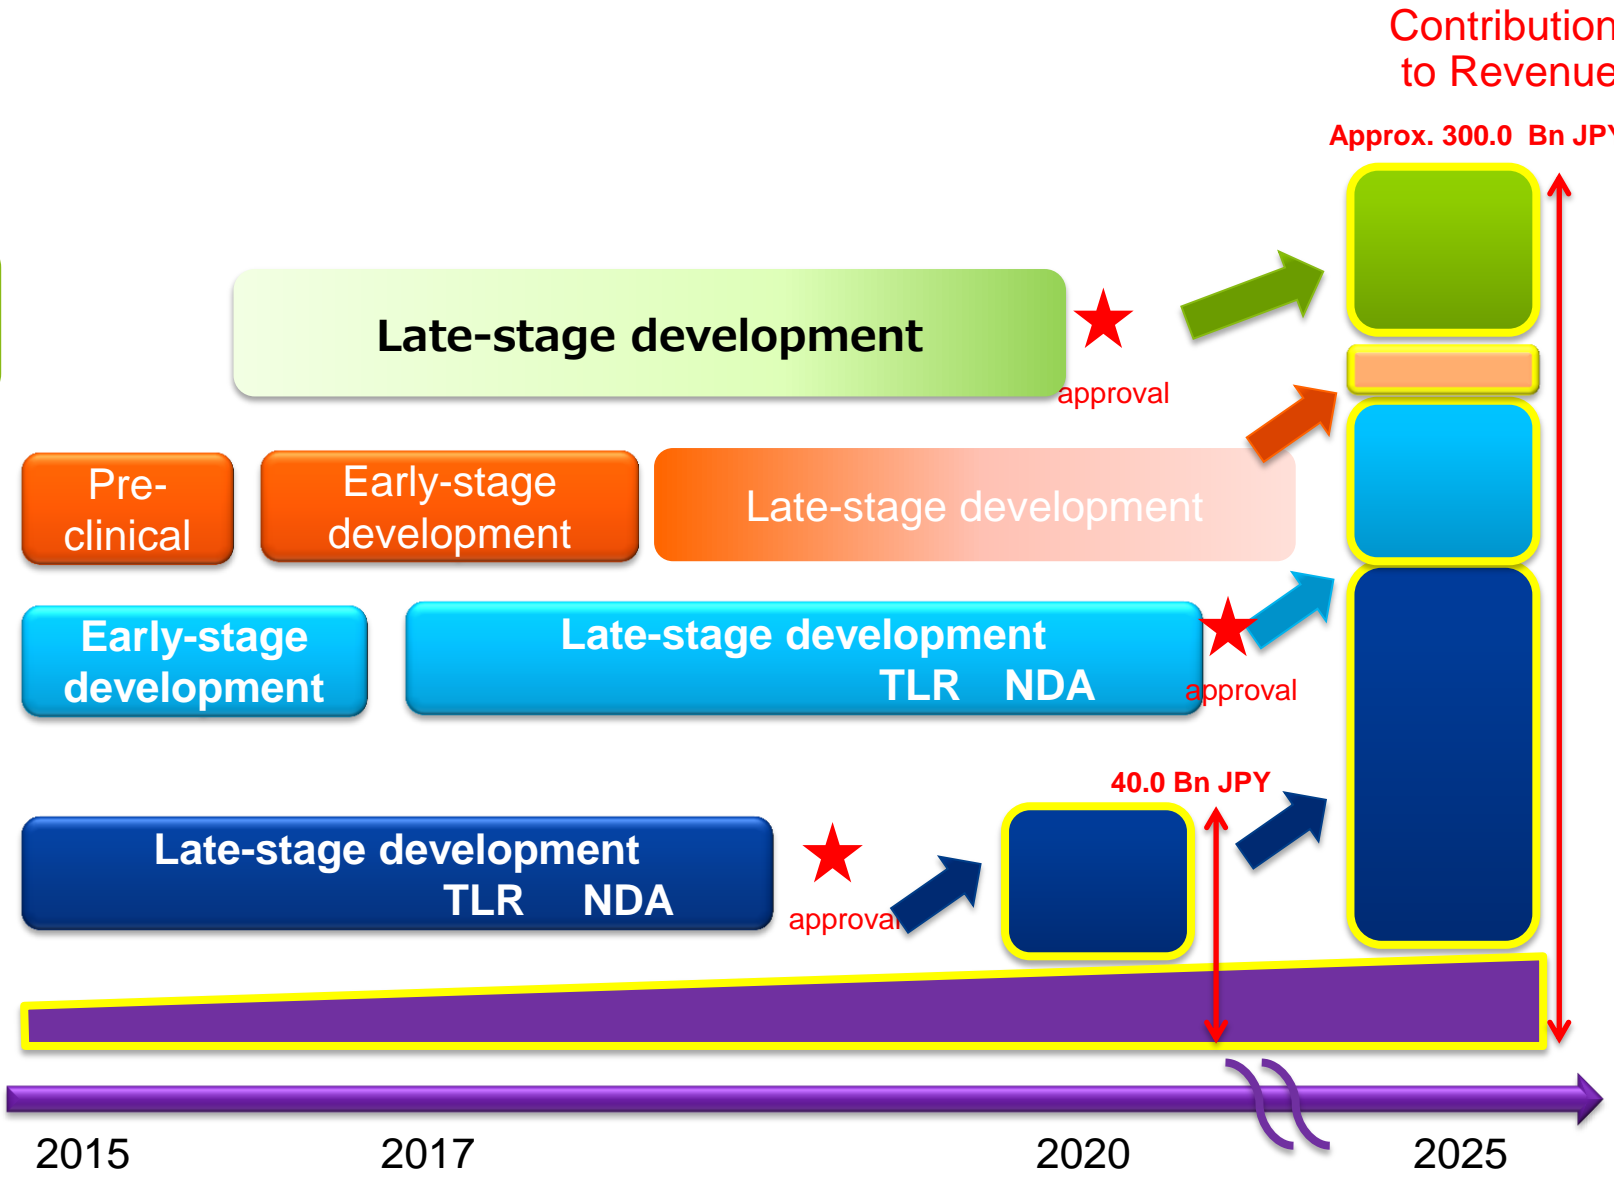 Contribution
to Revenue
Approx. 300.0 Bn JPY
Late-stage development
approval
Pre-
clinical
Early-stage
development
Late-stage development
Early-stage
development
Late-stage development
TLR NDA
approval
40.0 Bn JPY
Late-stage development
TLR NDA
approval
2015
2017
2020
2025